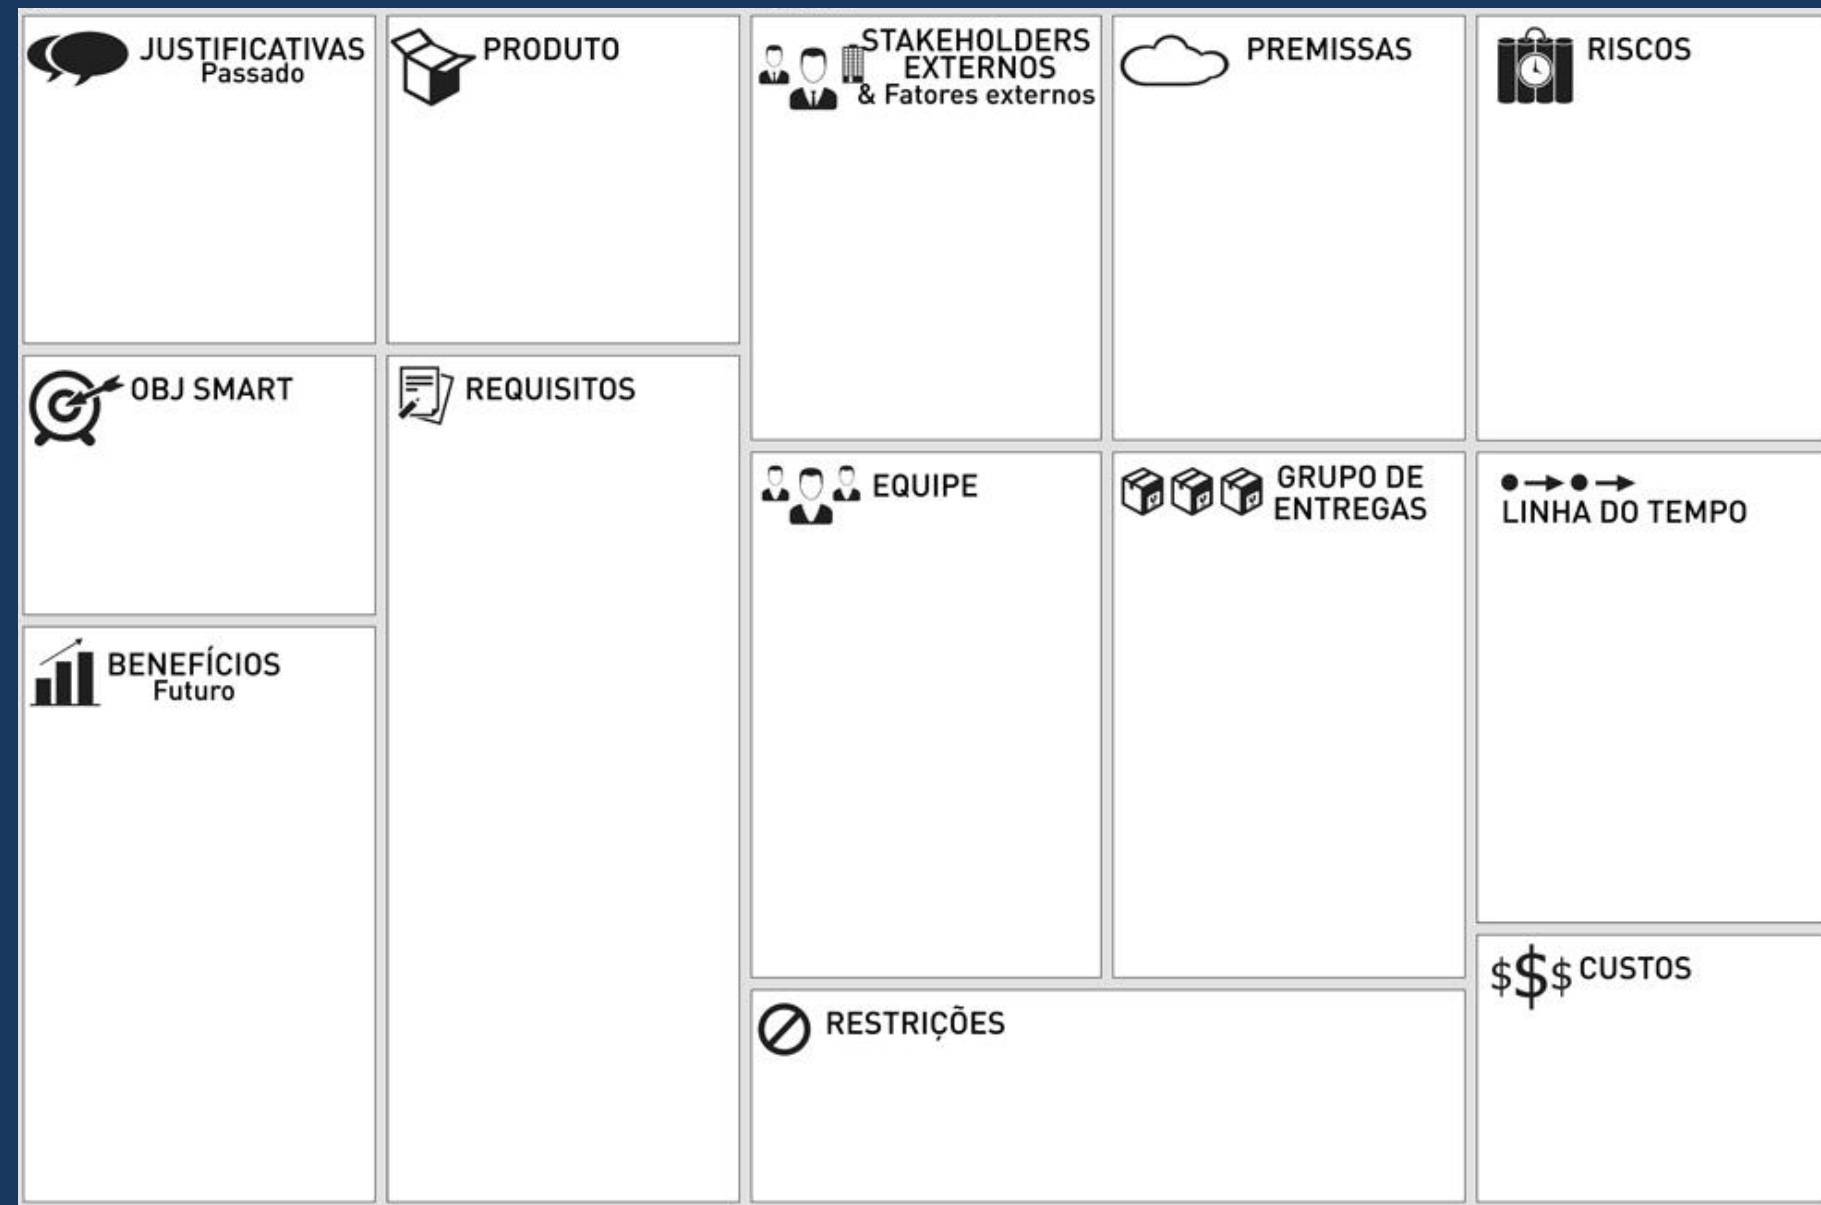 JUSTIFICATIVAS
Passado
PRODUTO
STAKEHOLDERS
EXTERNOS
& Fatores externos
PREMISSAS
RISCOS
OBJ SMART
REQUISITOS
EQUIPE
GRUPO DE
ENTREGAS
LINHA DO TEMPO
BENEFÍCIOS
Futuro
$$$ CUSTOS
RESTRIÇÕES